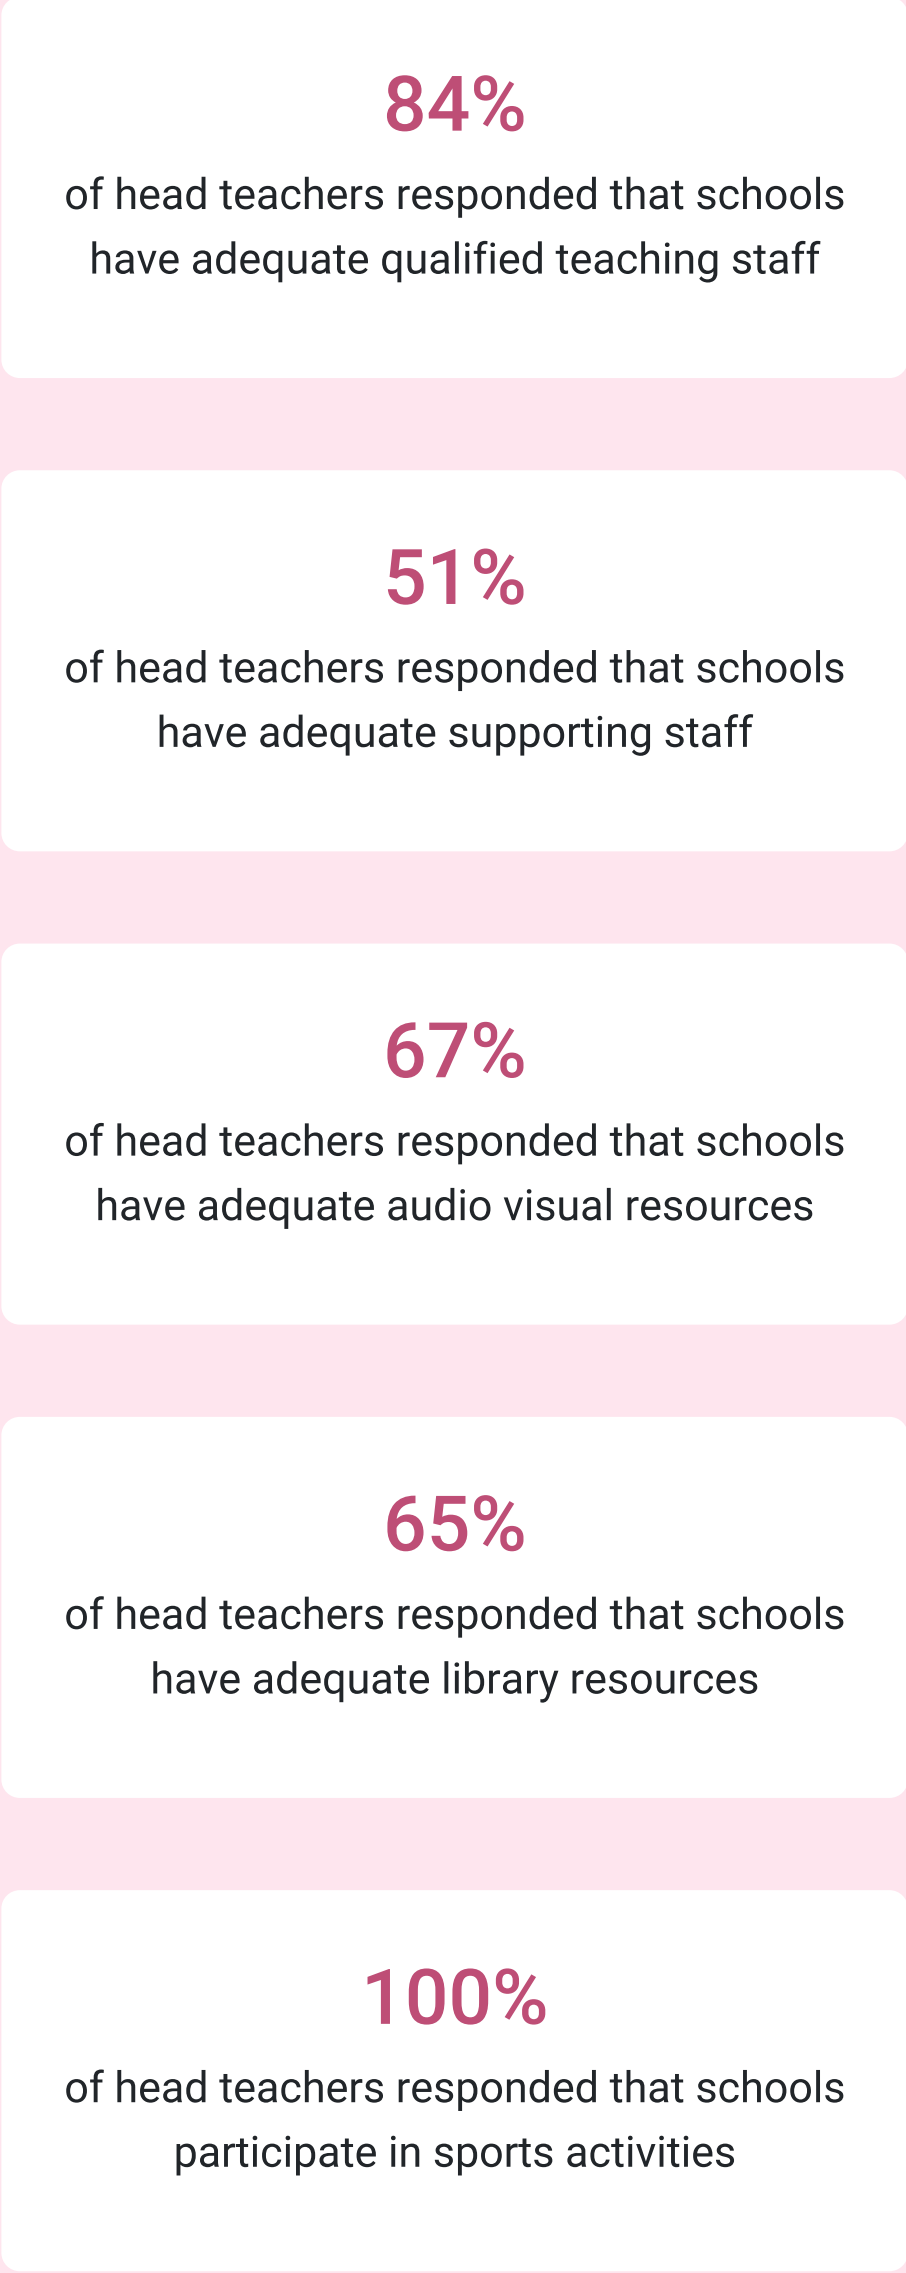 84%
of head teachers responded that schools
have adequate qualified teaching staff
51%
of head teachers responded that schools
have adequate supporting staff
67%
of head teachers responded that schools
have adequate audio visual resources
65%
of head teachers responded that schools
have adequate library resources
100%
of head teachers responded that schools
participate in sports activities